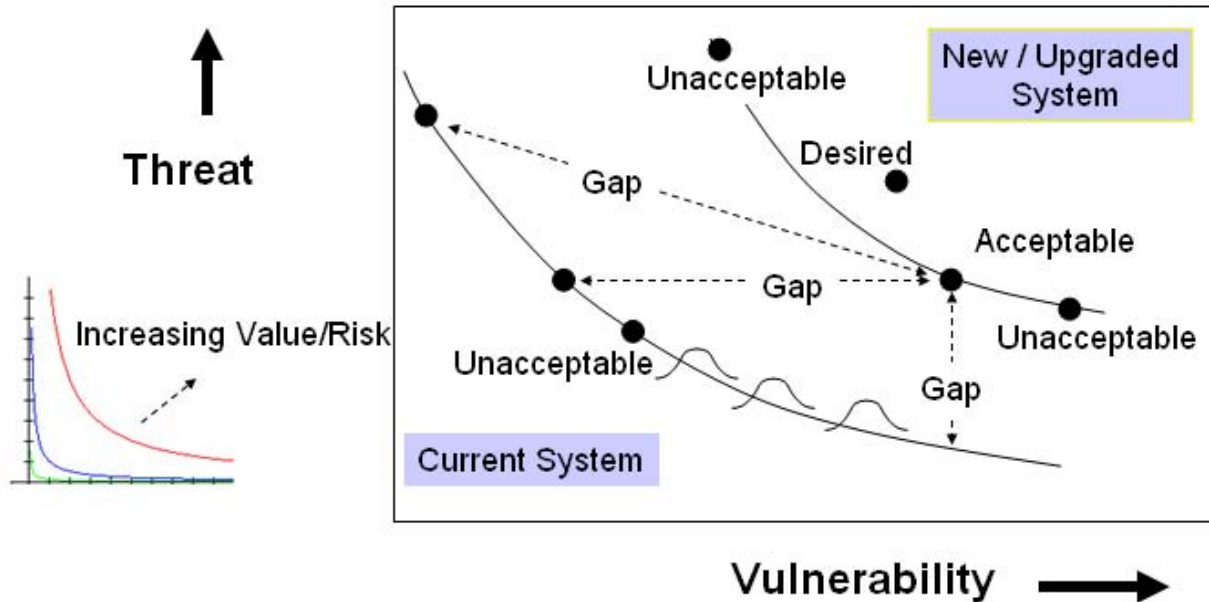 Threat
Increasing Value/Risk
Unacceptable
New / Upgraded
System
Desired
Gap
Acceptable
Gap
Unacceptable
Unacceptable
Gap
Current System
Vulnerability